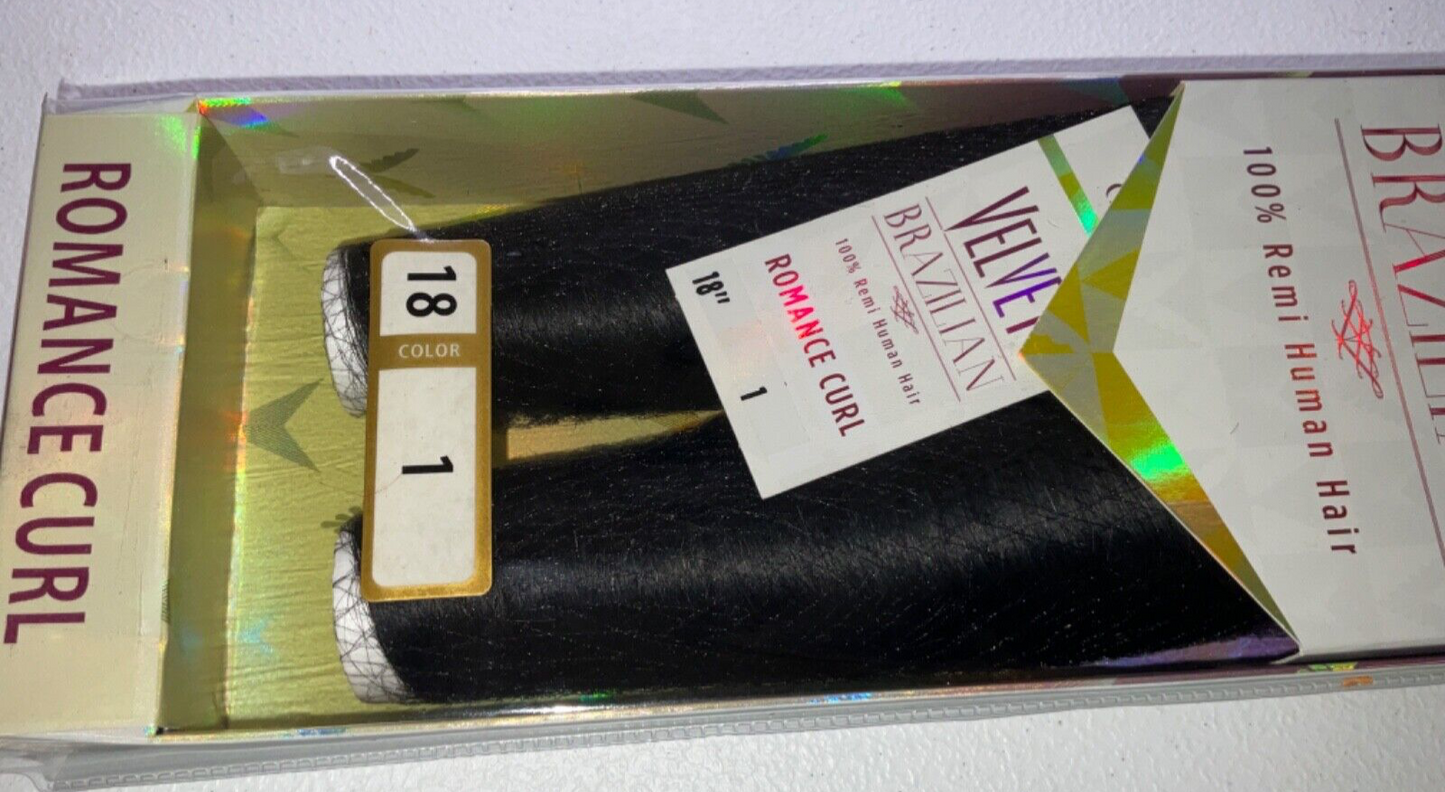 ROMANCE CURL
18
COLOR
1
VELVET
BRAZILIAN
100% Remi Human Hair
ROMANCE CURL
18"
1
100% Remi Human Hair